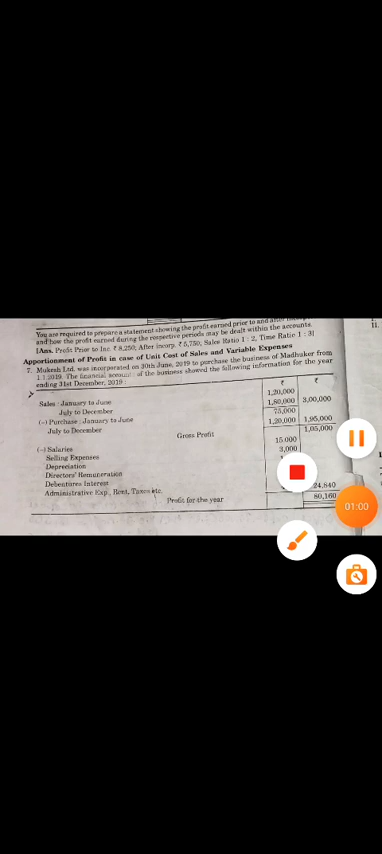 You are required to prepare a statement showing the profit earned prior to and after
and how the profit earned during the respective periods may be dealt within the accounts.
[Ans. Profit Prior to Inc. ₹ 8,250; After incorp. ₹ 5,750, Sales Ratio 1 : 2, Time Ratio 1 : 3]
Apportionment of Profit in case of Unit Cost of Sales and Variable Expenses
7. Mukesh Ltd. was incorporated on 30th June, 2019 to purchase the business of Madhuker from
1.1.2019. The financial account of the business showed the following information for the year
ending 31st December, 2019 :
₹ ₹
Sales : January to June 1,20,000
July to December 1,80,000 3,00,000
(–) Purchase : January to June 75,000
July to December 1,20,000 1,95,000
Gross Profit 1,05,000
(–) Salaries 15,000
Selling Expenses 3,000
Depreciation
Directors' Remuneration
Debentures Interest
Administrative Exp., Rent, Taxes etc. 24,840
Profit for the year 80,160
11.
01:00